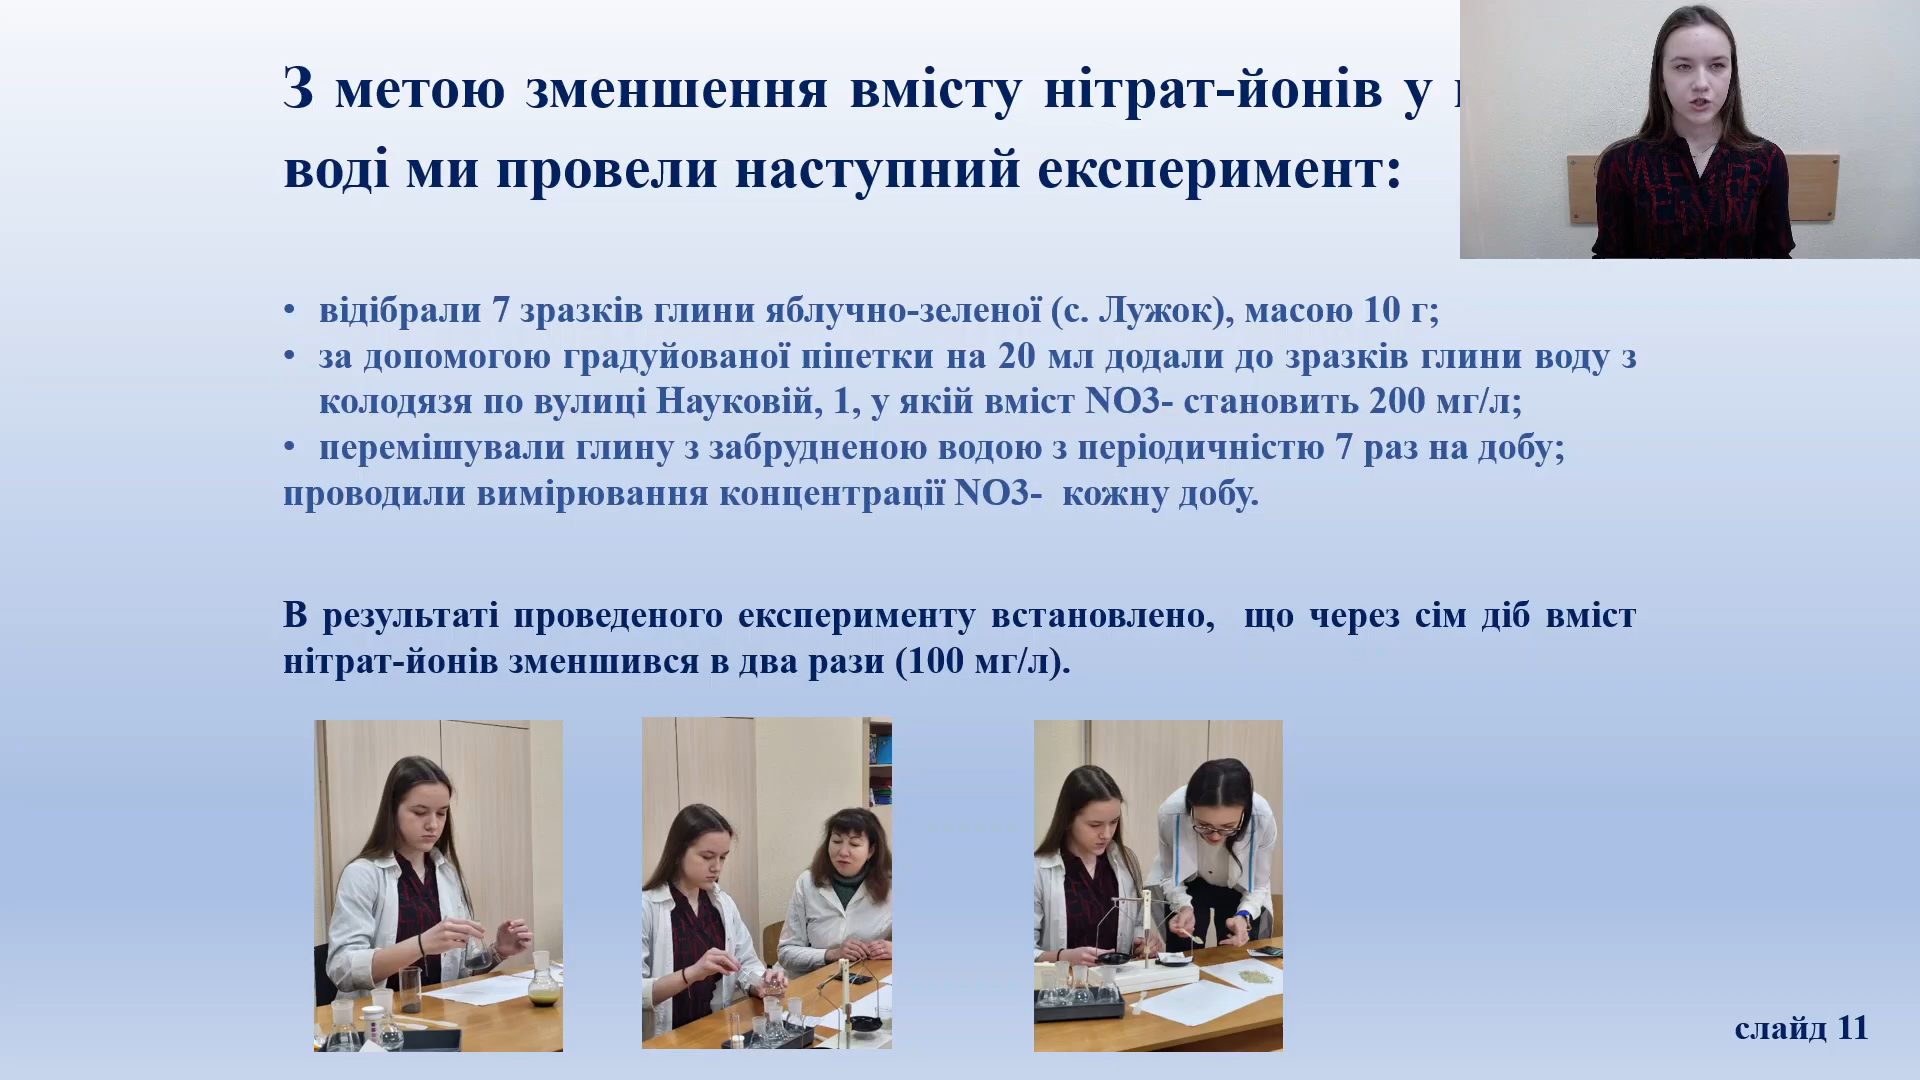 З метою зменшення вмісту нітрат-йонів у
воді ми провели наступний експеримент:
• відібрали 7 зразків глини яблучно-зеленої (с. Лужок), масою 10 г;
• за допомогою градуйованої піпетки на 20 мл додали до зразків глини воду з
колодязя по вулиці Науковій, 1, у якій вміст NO3- становить 200 мг/л;
• перемішували глину з забрудненою водою з періодичністю 7 раз на добу;
проводили вимірювання концентрації NO3- кожну добу.
В результаті проведеного експерименту встановлено, що через сім діб вміст
нітрат-йонів зменшився в два рази (100 мг/л).
слайд 11